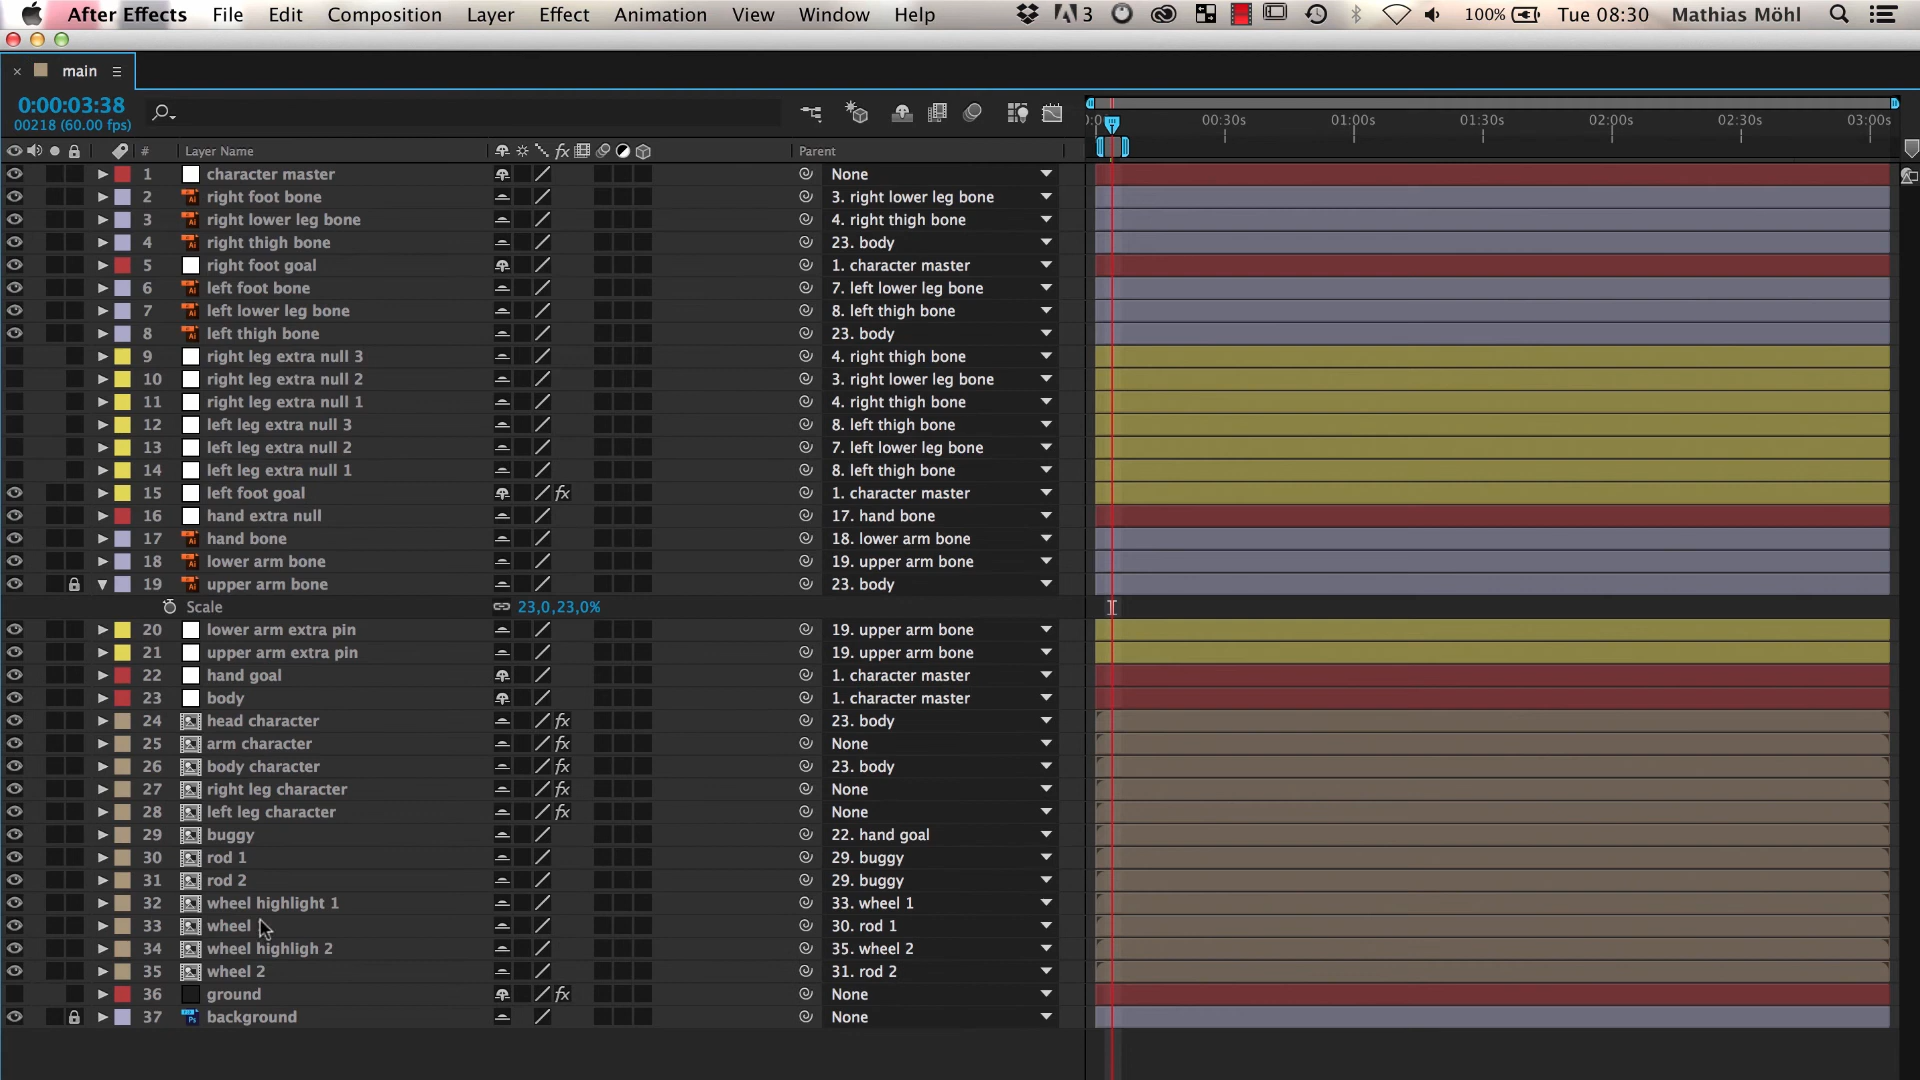 After Effects File Edit Composition Layer Effect Animation View Window Help 3 100% Tue 08:30 Mathias Möhl
× main
0:00:03:38
00218 (60.00 fps)
00:30s 01:00s 01:30s 02:00s 02:30s 03:00s
# Layer Name fx Parent
1 character master None
2 right foot bone 3. right lower leg bone
3 right lower leg bone 4. right thigh bone
4 right thigh bone 23. body
5 right foot goal 1. character master
6 left foot bone 7. left lower leg bone
7 left lower leg bone 8. left thigh bone
8 left thigh bone 23. body
9 right leg extra null 3 4. right thigh bone
10 right leg extra null 2 3. right lower leg bone
11 right leg extra null 1 4. right thigh bone
12 left leg extra null 3 8. left thigh bone
13 left leg extra null 2 7. left lower leg bone
14 left leg extra null 1 8. left thigh bone
15 left foot goal fx 1. character master
16 hand extra null 17. hand bone
17 hand bone 18. lower arm bone
18 lower arm bone 19. upper arm bone
19 upper arm bone 23. body
Scale 23,0,23,0%
20 lower arm extra pin 19. upper arm bone
21 upper arm extra pin 19. upper arm bone
22 hand goal 1. character master
23 body 1. character master
24 head character fx 23. body
25 arm character fx None
26 body character fx 23. body
27 right leg character fx None
28 left leg character fx None
29 buggy 22. hand goal
30 rod 1 29. buggy
31 rod 2 29. buggy
32 wheel highlight 1 33. wheel 1
33 wheel 30. rod 1
34 wheel highligh 2 35. wheel 2
35 wheel 2 31. rod 2
36 ground fx None
37 background None